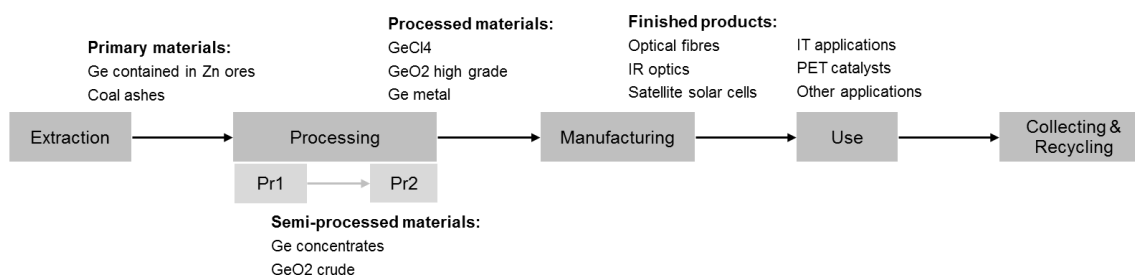 Primary materials:
Ge contained in Zn ores
Coal ashes
Processed materials:
GeCl4
GeO2 high grade
Ge metal
Finished products:
Optical fibres
IR optics
Satellite solar cells
IT applications
PET catalysts
Other applications
Extraction
Processing
Manufacturing
Use
Collecting &
Recycling
Pr1
Pr2
Semi-processed materials:
Ge concentrates
GeO2 crude